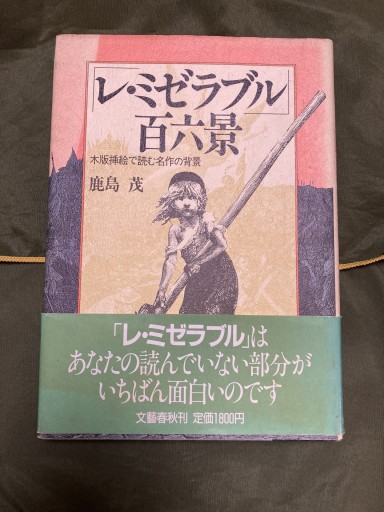 「レ・ミゼラブル」
百六景
木版挿絵で読む名作の背景
鹿島 茂
「レ・ミゼラブル」は
あなたの読んでいない部分が
いちばん面白いのです
文藝春秋刊 定価1800円